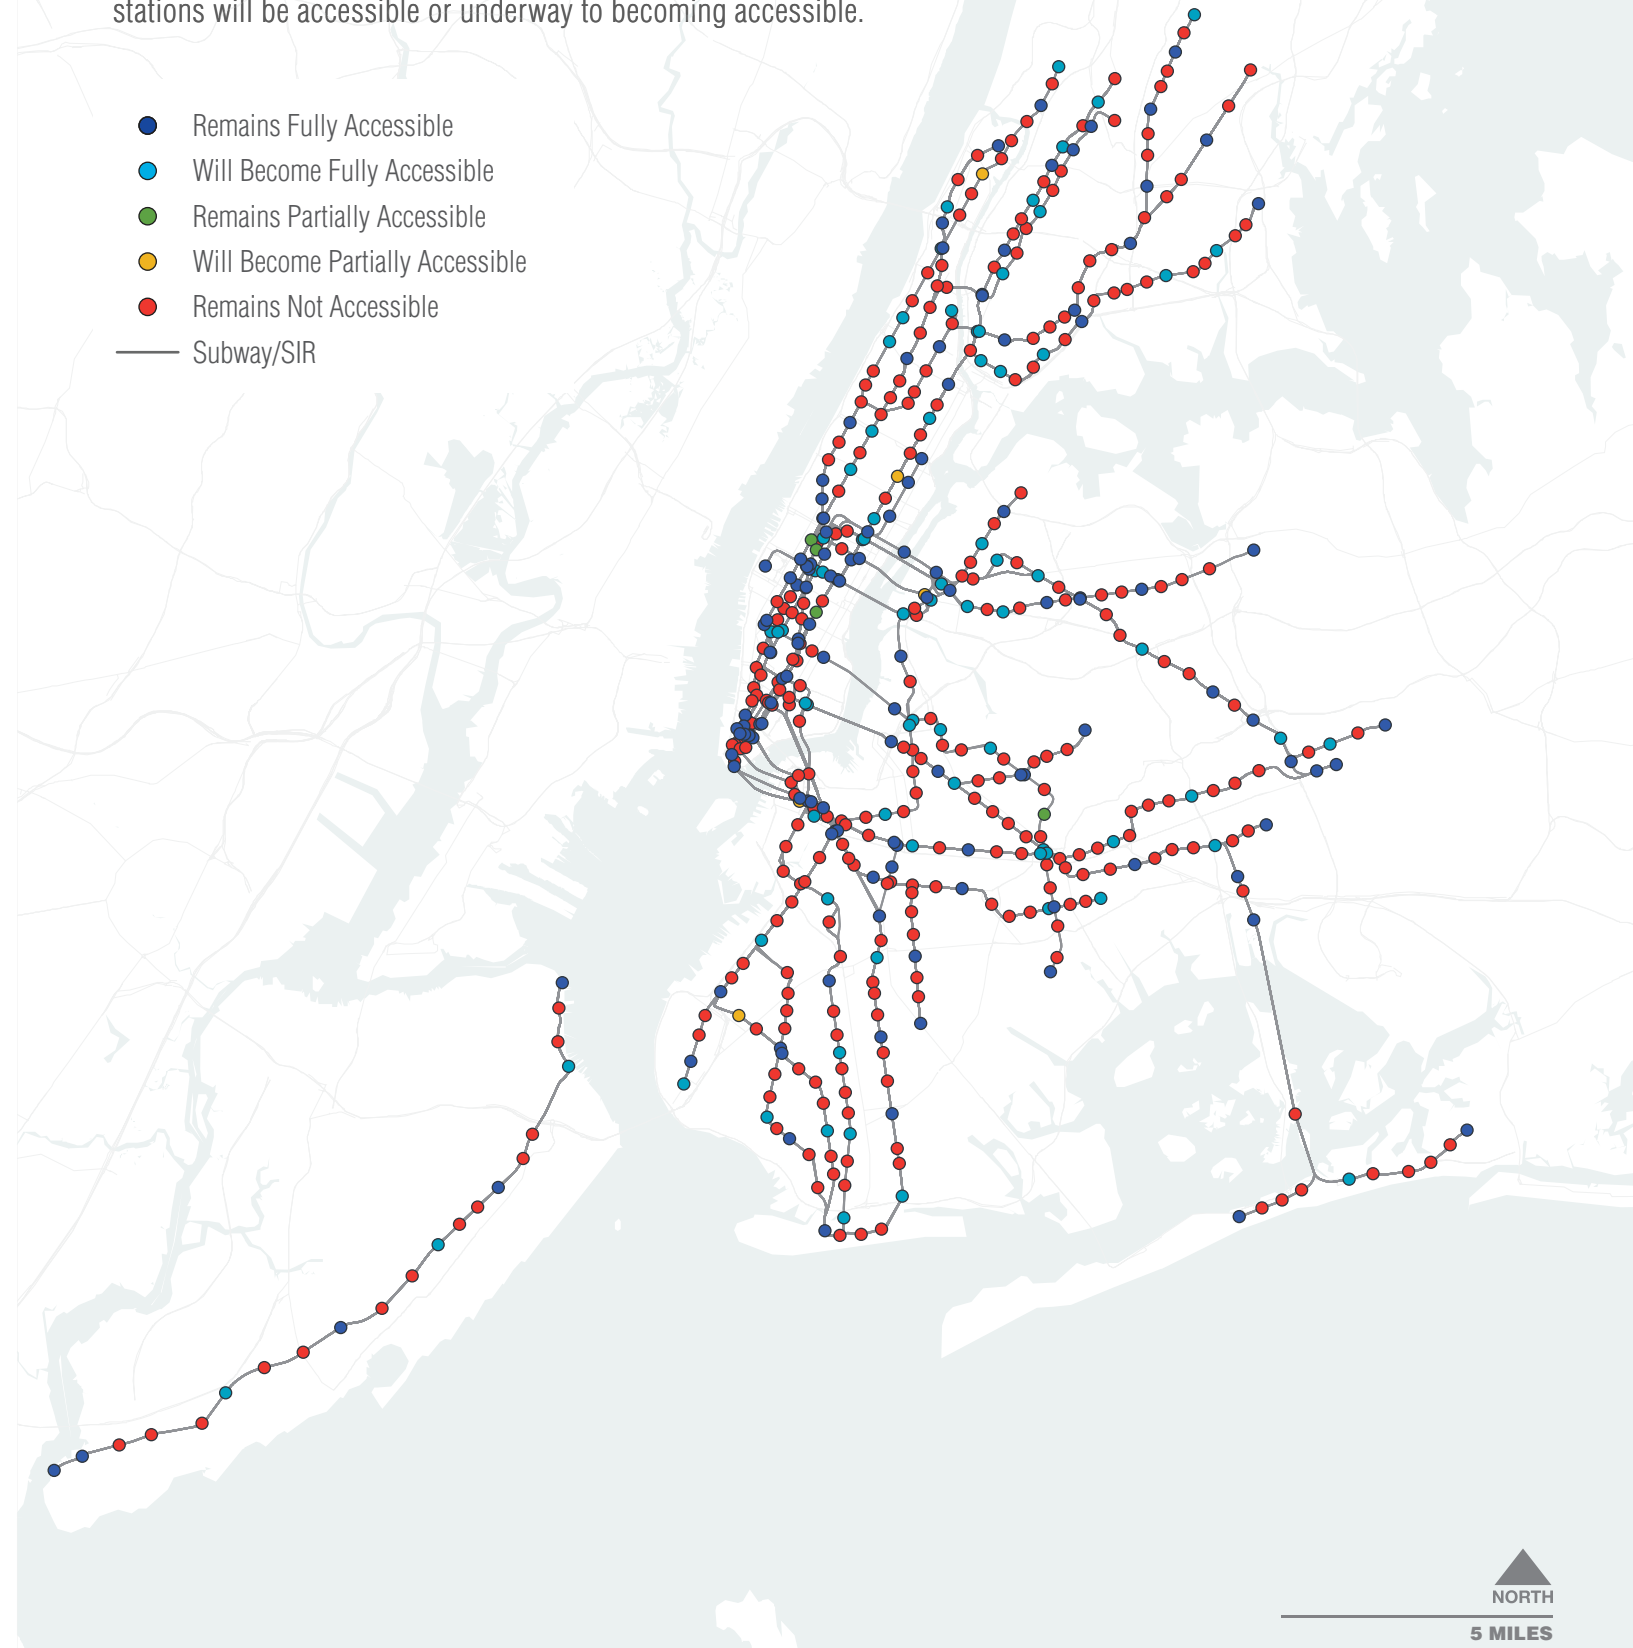 stations will be accessible or underway to becoming accessible.
Remains Fully Accessible
Will Become Fully Accessible
Remains Partially Accessible
Will Become Partially Accessible
Remains Not Accessible
Subway/SIR
NORTH
5 MILES